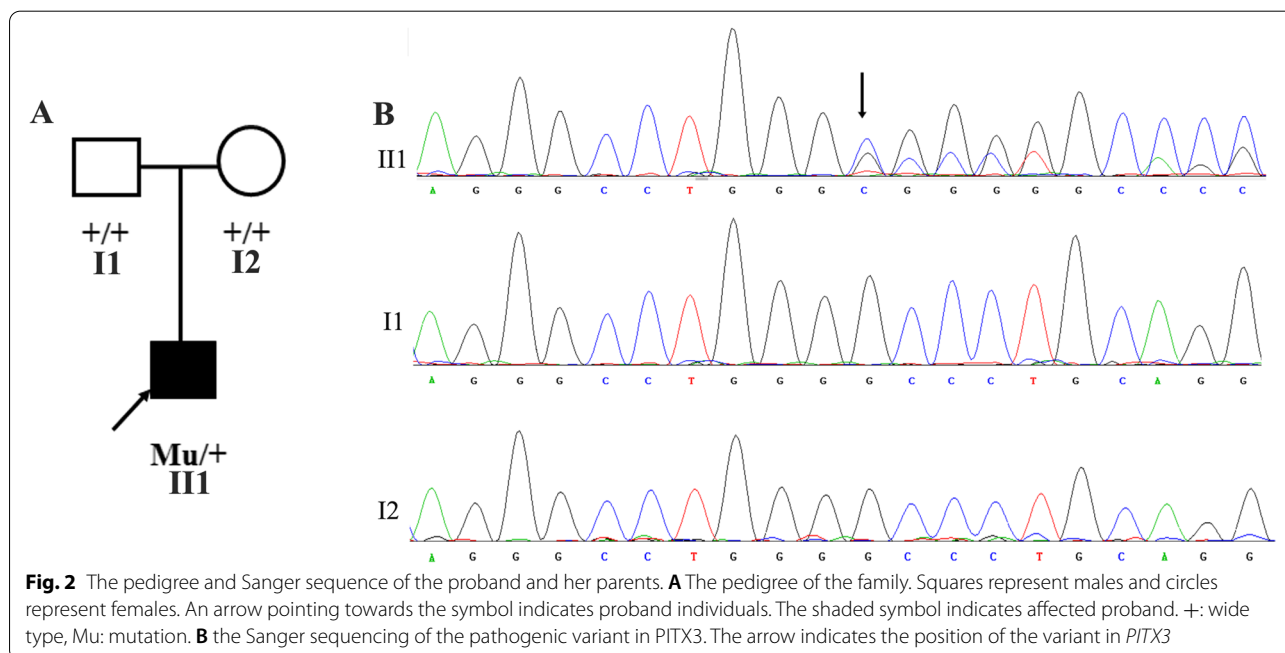 A
+/+
I1
+/+
I2
Mu/+
II1
B
II1
A G G G C C T G G G C G G G G G C C C C
I1
A G G G C C T G G G G C C C T G C A G G
I2
A G G G C C T G G G G C C C T G C A G G
Fig. 2 The pedigree and Sanger sequence of the proband and her parents. A The pedigree of the family. Squares represent males and circles
represent females. An arrow pointing towards the symbol indicates proband individuals. The shaded symbol indicates affected proband. +: wide
type, Mu: mutation. B the Sanger sequencing of the pathogenic variant in PITX3. The arrow indicates the position of the variant in PITX3